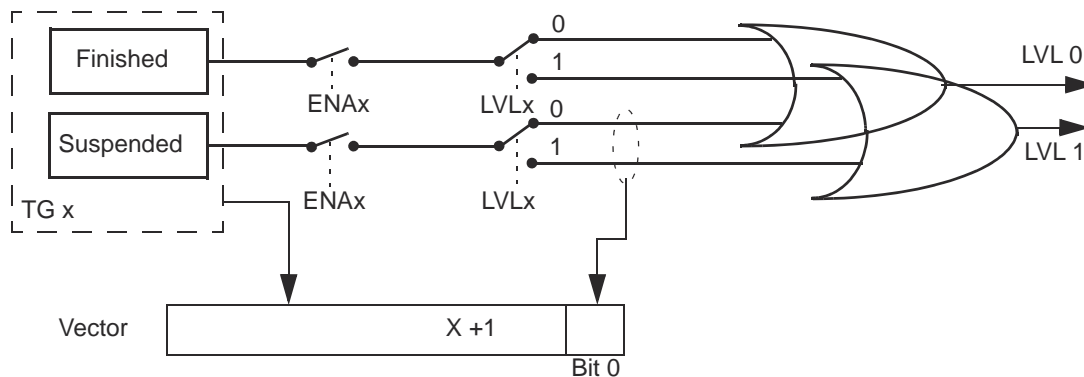 Finished
ENAx
LVLx
0
1
LVL 0
Suspended
ENAx
LVLx
0
1
LVL 1
TG x
Vector
X +1
Bit 0